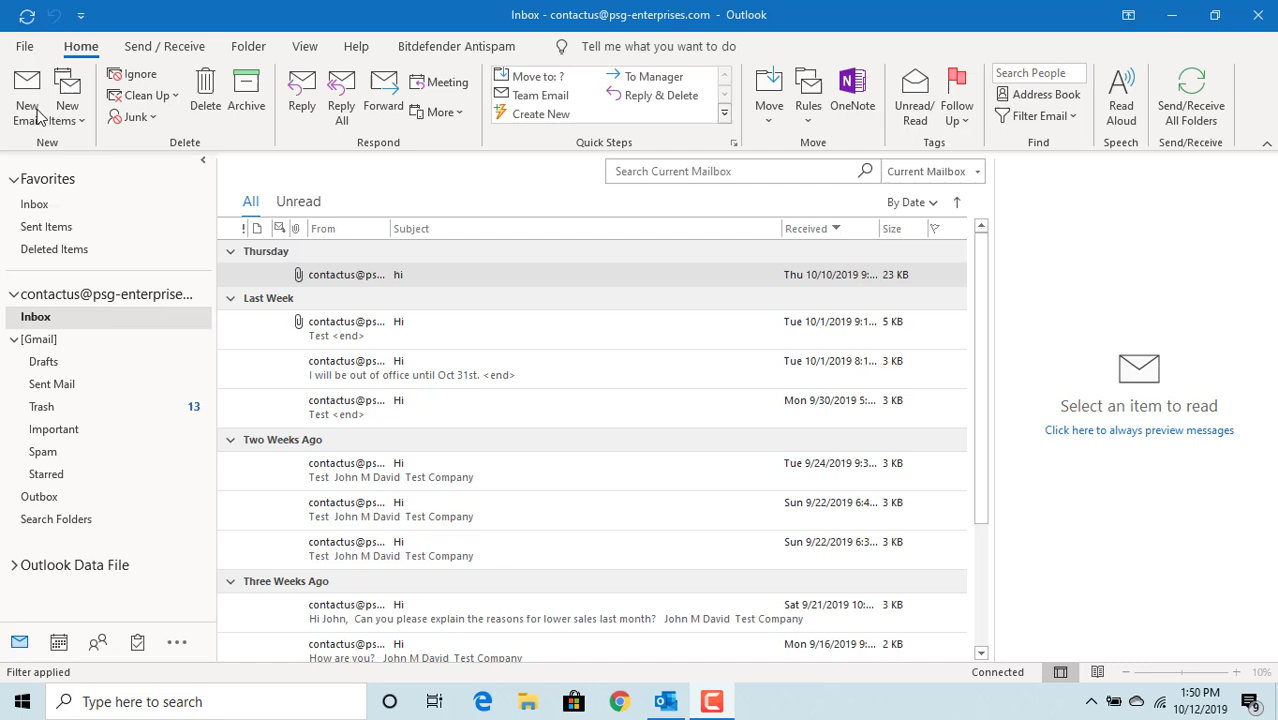 Inbox - contactus@psg-enterprises.com - Outlook
File Home Send / Receive Folder View Help Bitdefender Antispam Tell me what you want to do
New Email
New Items
New
Ignore
Clean Up
Junk
Delete
Archive
Delete
Reply
Reply All
Forward
Meeting
More
Respond
Move to: ?
Team Email
Create New
To Manager
Reply & Delete
Quick Steps
Move
Rules
OneNote
Move
Unread/ Read
Follow Up
Tags
Search People
Address Book
Filter Email
Find
Read Aloud
Speech
Send/Receive All Folders
Send/Receive
Favorites
Inbox
Sent Items
Deleted Items
contactus@psg-enterprise...
Inbox
[Gmail]
Drafts
Sent Mail
Trash 13
Important
Spam
Starred
Outbox
Search Folders
Outlook Data File
Search Current Mailbox Current Mailbox
All Unread By Date
! From Subject Received Size
Thursday
contactus@ps... hi Thu 10/10/2019 9:... 23 KB
Last Week
contactus@ps... Hi Tue 10/1/2019 9:1... 5 KB
Test <end>
contactus@ps... Hi Tue 10/1/2019 8:1... 3 KB
I will be out of office until Oct 31st. <end>
contactus@ps... Hi Mon 9/30/2019 5:... 3 KB
Test <end>
Two Weeks Ago
contactus@ps... Hi Tue 9/24/2019 9:3... 3 KB
Test John M David Test Company
contactus@ps... Hi Sun 9/22/2019 6:4... 3 KB
Test John M David Test Company
contactus@ps... Hi Sun 9/22/2019 6:3... 3 KB
Test John M David Test Company
Three Weeks Ago
contactus@ps... Hi Sat 9/21/2019 10:... 3 KB
Hi John, Can you please explain the reasons for lower sales last month? John M David Test Company
contactus@ps... Hi Mon 9/16/2019 ... 2 KB
How are you? John M David Test Company
Select an item to read
Click here to always preview messages
Filter applied Connected 10%
Type here to search
1:50 PM
10/12/2019
9